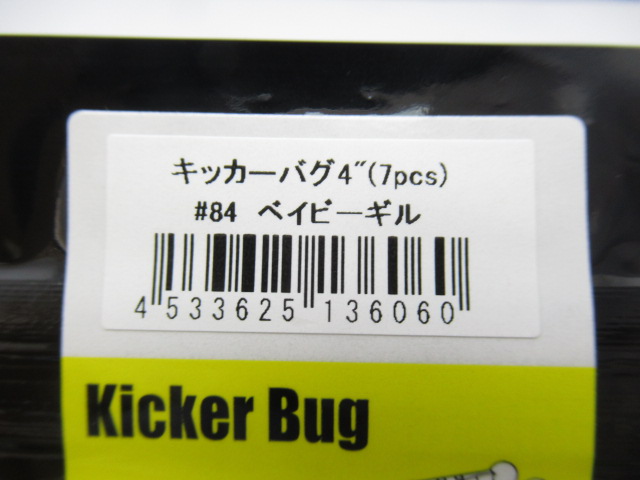 キッカーバグ4"(7pcs)
#84 ベイビーギル
4 533625 136060
Kicker Bug